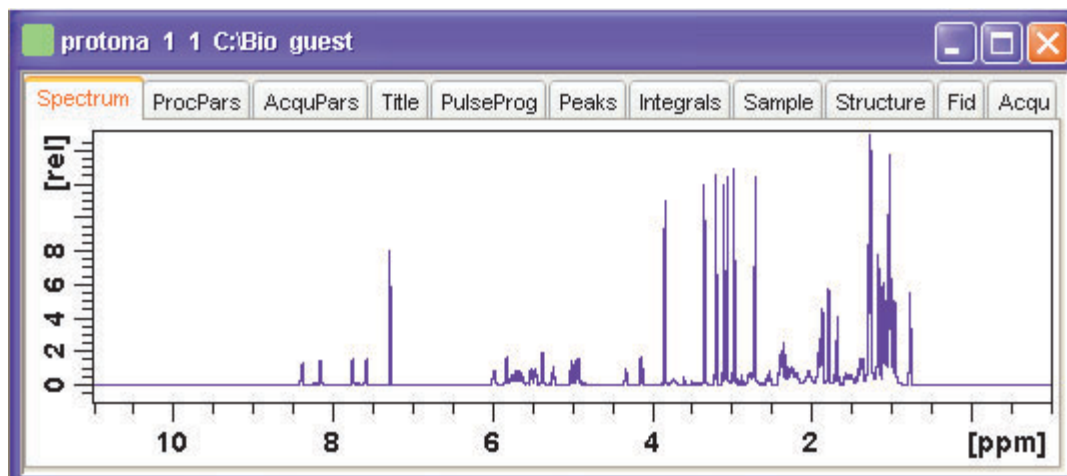 protona 1 1 C:\Bio guest
Spectrum ProcPars AcquPars Title PulseProg Peaks Integrals Sample Structure Fid Acqu
[rel]
8
6
4
2
0
10 8 6 4 2 [ppm]